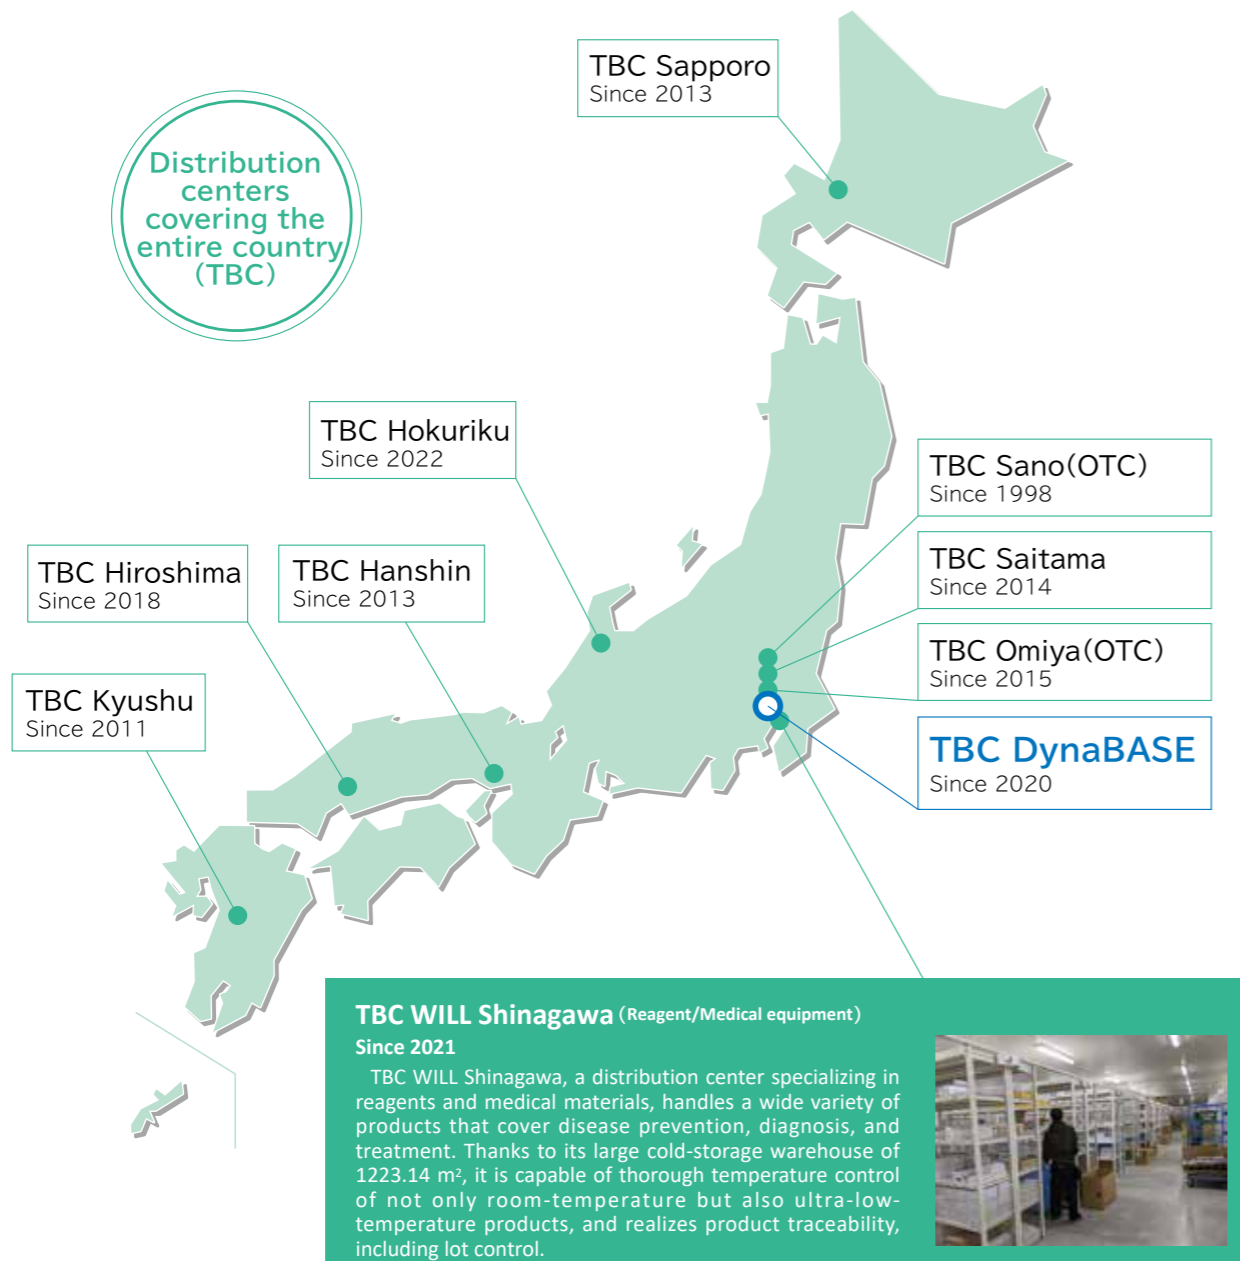 Distribution
centers
covering the
entire country
(TBC)
TBC Sapporo
Since 2013
TBC Hokuriku
Since 2022
TBC Sano(OTC)
Since 1998
TBC Saitama
Since 2014
TBC Omiya(OTC)
Since 2015
TBC DynaBASE
Since 2020
TBC Hiroshima
Since 2018
TBC Hanshin
Since 2013
TBC Kyushu
Since 2011
TBC WILL Shinagawa (Reagent/Medical equipment)
Since 2021
TBC WILL Shinagawa, a distribution center specializing in
reagents and medical materials, handles a wide variety of
products that cover disease prevention, diagnosis, and
treatment. Thanks to its large cold-storage warehouse of
1223.14 m², it is capable of thorough temperature control
of not only room-temperature but also ultra-low-
temperature products, and realizes product traceability,
including lot control.